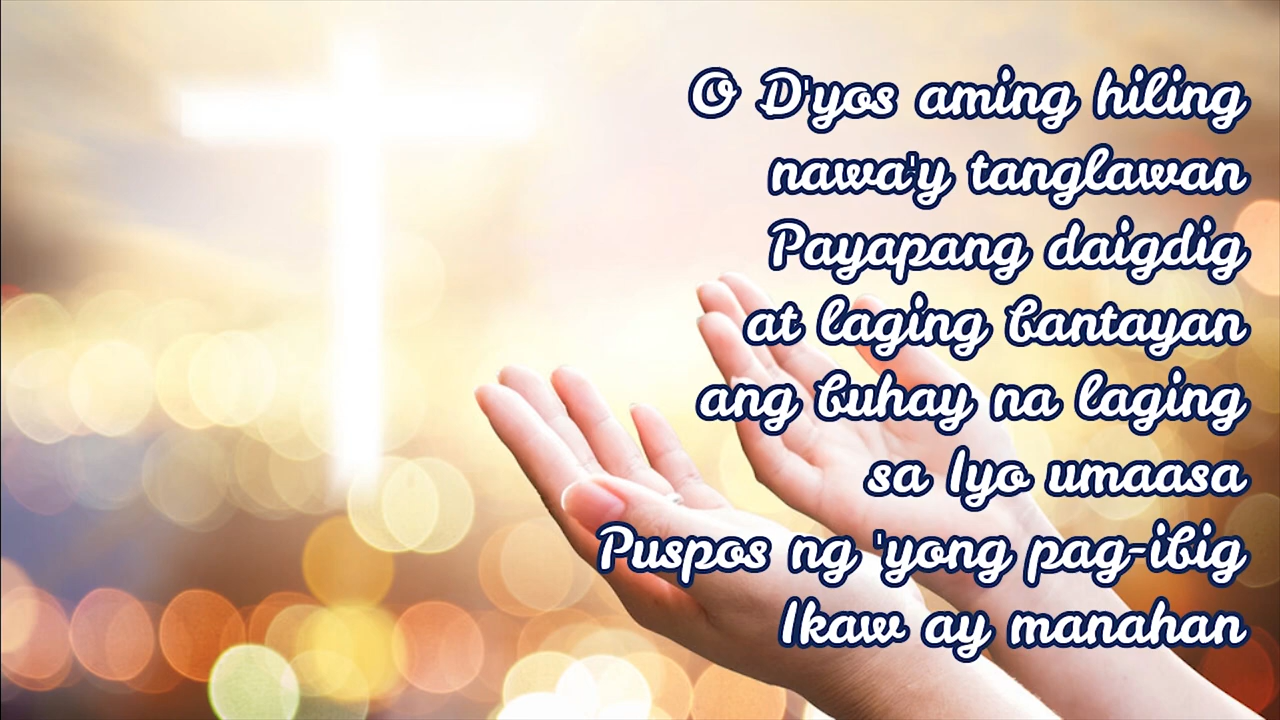 O D'yos aming hiling
nawa'y tanglawan
Payapang daigdig
at laging bantayan
ang buhay na laging
sa Iyo umaasa
Puspos ng 'yong pag-ibig
Ikaw ay manahan